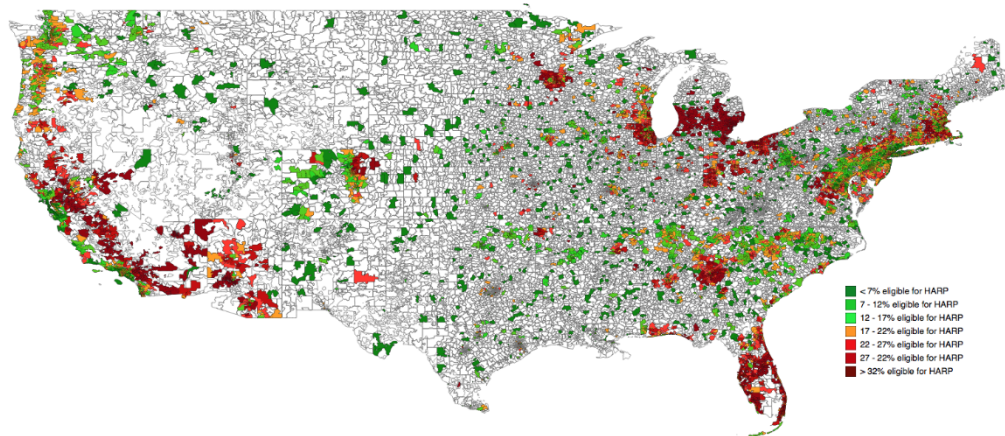 < 7% eligible for HARP
7 - 12% eligible for HARP
12 - 17% eligible for HARP
17 - 22% eligible for HARP
22 - 27% eligible for HARP
27 - 22% eligible for HARP
> 32% eligible for HARP